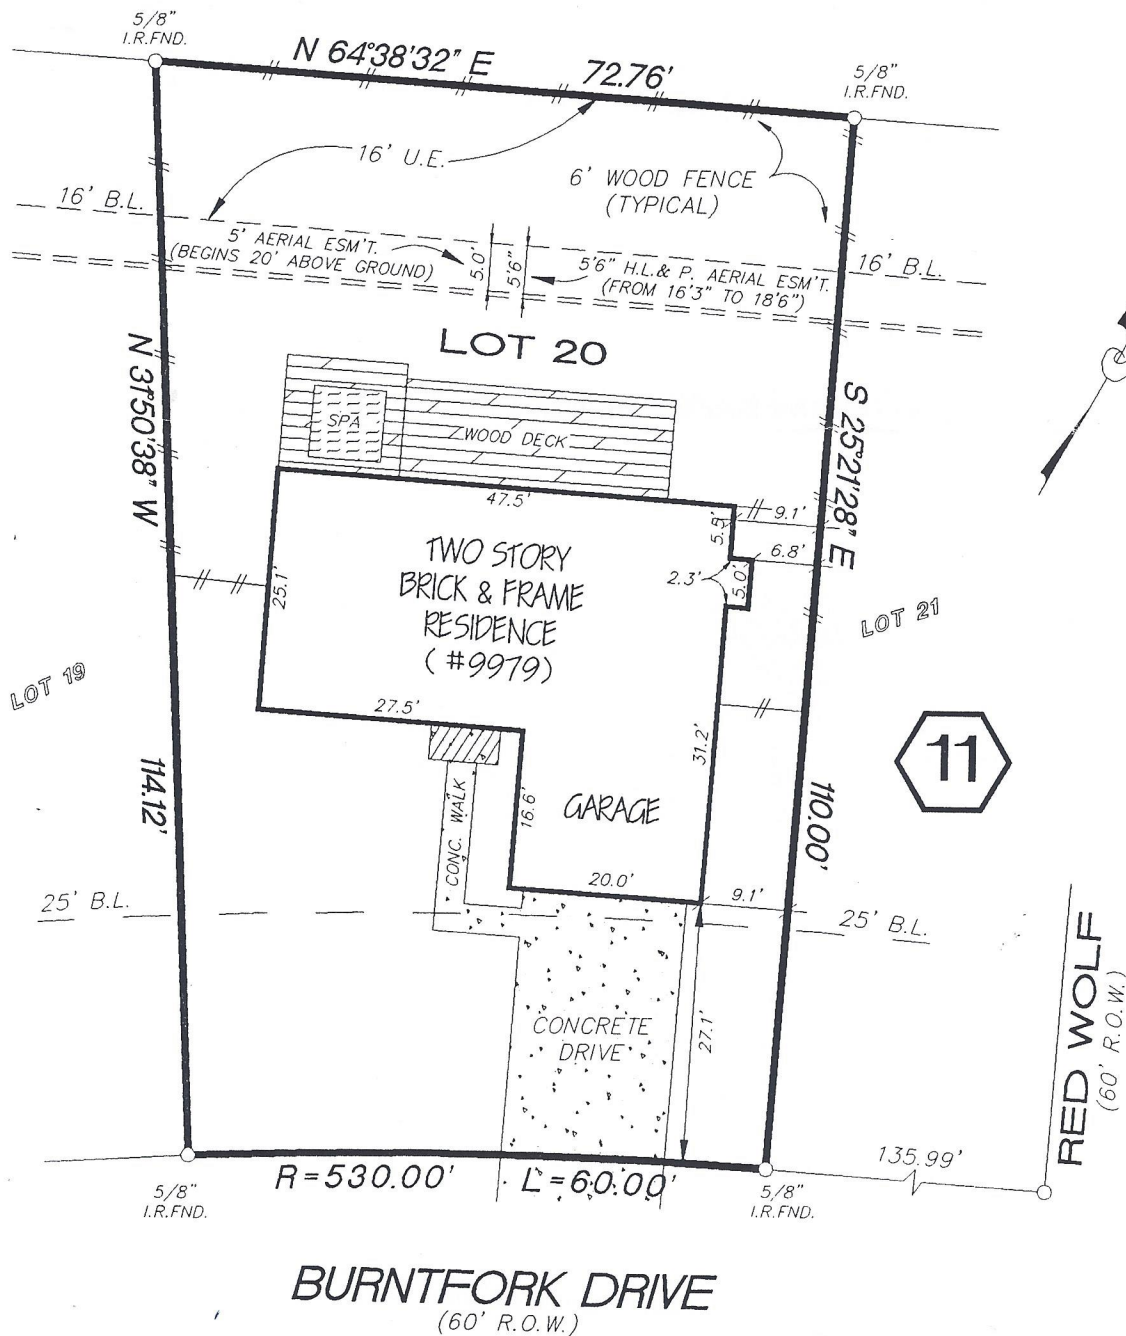 5/8"
I.R.FND.
N 64°38'32" E
72.76'
5/8"
I.R.FND.
16' U.E.
6' WOOD FENCE
(TYPICAL)
16' B.L.
5' AERIAL ESM'T.
(BEGINS 20' ABOVE GROUND)
5.0'
5'6"
5'6" H.L.& P. AERIAL ESM'T.
(FROM 16'3" TO 18'6")
16' B.L.
LOT 20
N 31°50'38" W
S 25°21'28" E
SPA
WOOD DECK
47.5'
5.5'
9.1'
6.8'
2.3'
5.0'
25.1'
TWO STORY
BRICK & FRAME
RESIDENCE
(#9979)
LOT 19
LOT 21
27.5'
31.2'
11
114.12'
110.00'
CONC. WALK
16.6'
GARAGE
20.0'
9.1'
25' B.L.
25' B.L.
CONCRETE
DRIVE
27.1'
RED WOLF
(60' R.O.W.)
135.99'
R=530.00'
L=60.00'
5/8"
I.R.FND.
5/8"
I.R.FND.
BURNTFORK DRIVE
(60' R.O.W.)